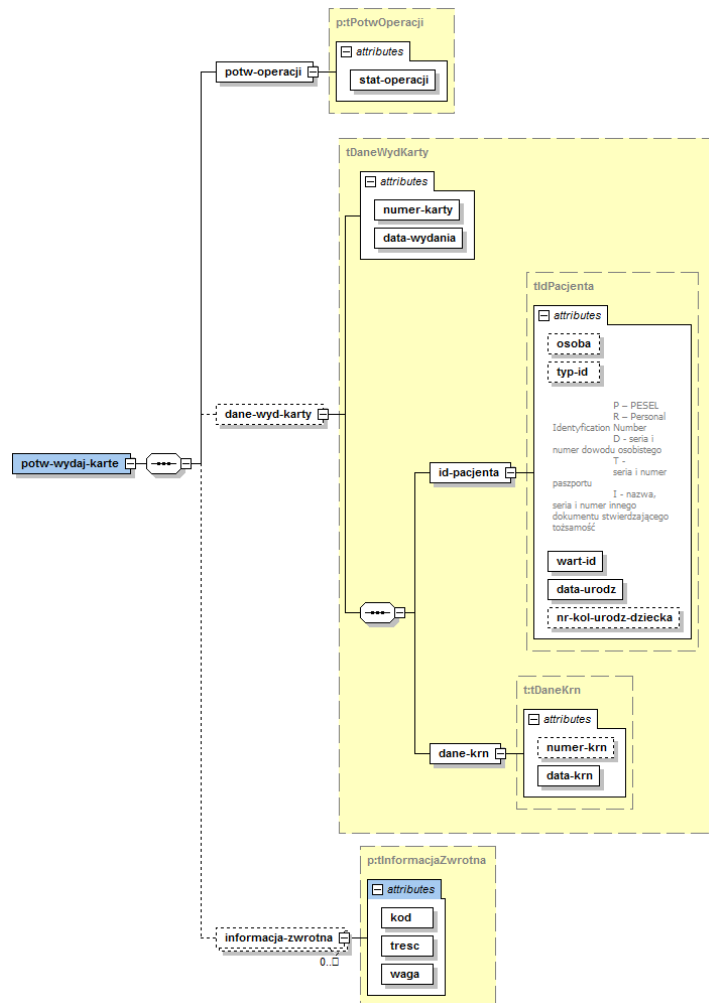 p:tPotwOperacji
attributes
potw-operacji
stat-operacji
tDaneWydKarty
attributes
numer-karty
data-wydania
tIdPacjenta
attributes
osoba
typ-id
dane-wyd-karty
P – PESEL
R – Personal
Identyfication Number
D - seria i
numer dowodu osobistego
T -
seria i numer
paszportu
I - nazwa,
seria i numer innego
dokumentu stwierdzającego
tożsamość
potw-wydaj-karte
id-pacjenta
wart-id
data-urodz
nr-kol-urodz-dziecka
t:tDaneKrn
attributes
dane-krn
numer-krn
data-krn
p:tInformacjaZwrotna
attributes
kod
informacja-zwrotna
tresc
0..
waga